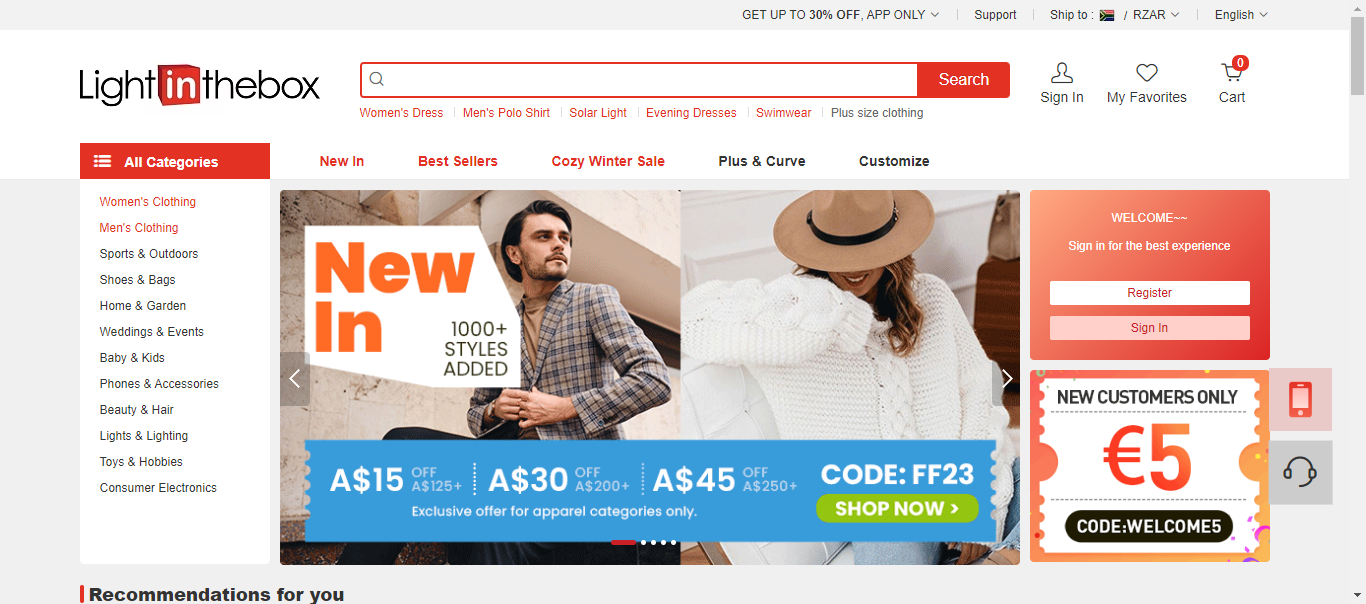 GET UP TO 30% OFF, APP ONLY
Support
Ship to : / RZAR
English
Lightinthebox
Search
Sign In
My Favorites
0
Cart
Women's Dress
Men's Polo Shirt
Solar Light
Evening Dresses
Swimwear
Plus size clothing
All Categories
New In
Best Sellers
Cozy Winter Sale
Plus & Curve
Customize
Women's Clothing
Men's Clothing
Sports & Outdoors
Shoes & Bags
Home & Garden
Weddings & Events
Baby & Kids
Phones & Accessories
Beauty & Hair
Lights & Lighting
Toys & Hobbies
Consumer Electronics
New
In
1000+
STYLES
ADDED
A$15 OFF A$125+
A$30 OFF A$200+
A$45 OFF A$250+
Exclusive offer for apparel categories only.
CODE: FF23
SHOP NOW >
WELCOME~~
Sign in for the best experience
Register
Sign In
NEW CUSTOMERS ONLY
€5
CODE:WELCOME5
Recommendations for you